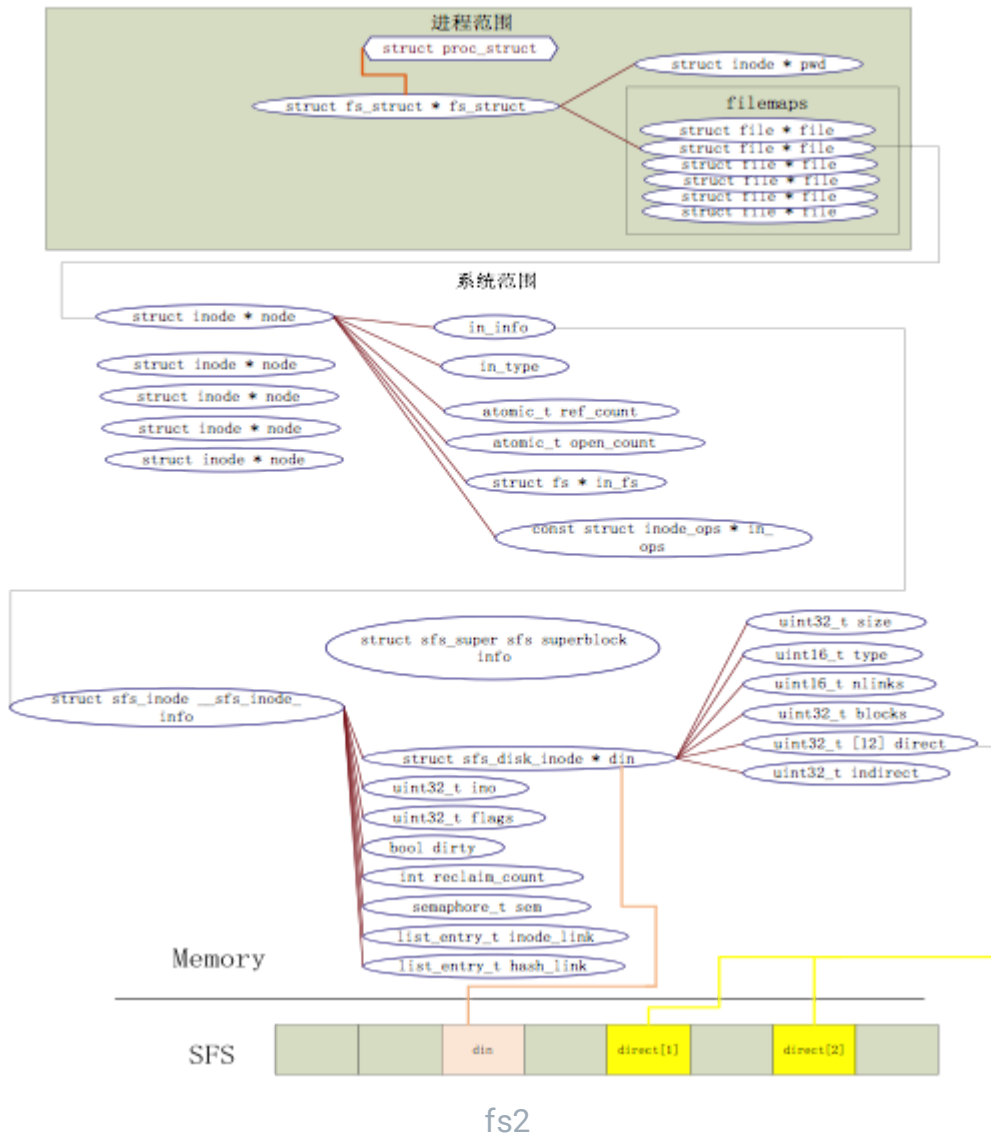 进程范围
struct proc_struct
struct inode * pwd
struct fs_struct * fs_struct
filemaps
struct file * file
struct file * file
struct file * file
struct file * file
struct file * file
struct file * file
系统范围
struct inode * node
in_info
struct inode * node
in_type
struct inode * node
atomic_t ref_count
struct inode * node
atomic_t open_count
struct inode * node
struct fs * in_fs
const struct inode_ops * in_
ops
struct sfs_super sfs superblock
info
uint32_t size
uint16_t type
uint16_t nlinks
uint32_t blocks
uint32_t [12] direct
uint32_t indirect
struct sfs_inode __sfs_inode_
info
struct sfs_disk_inode * din
uint32_t ino
uint32_t flags
bool dirty
int reclaim_count
semaphore_t sem
list_entry_t inode_link
list_entry_t hash_link
Memory
SFS
din
direct[1]
direct[2]
fs2